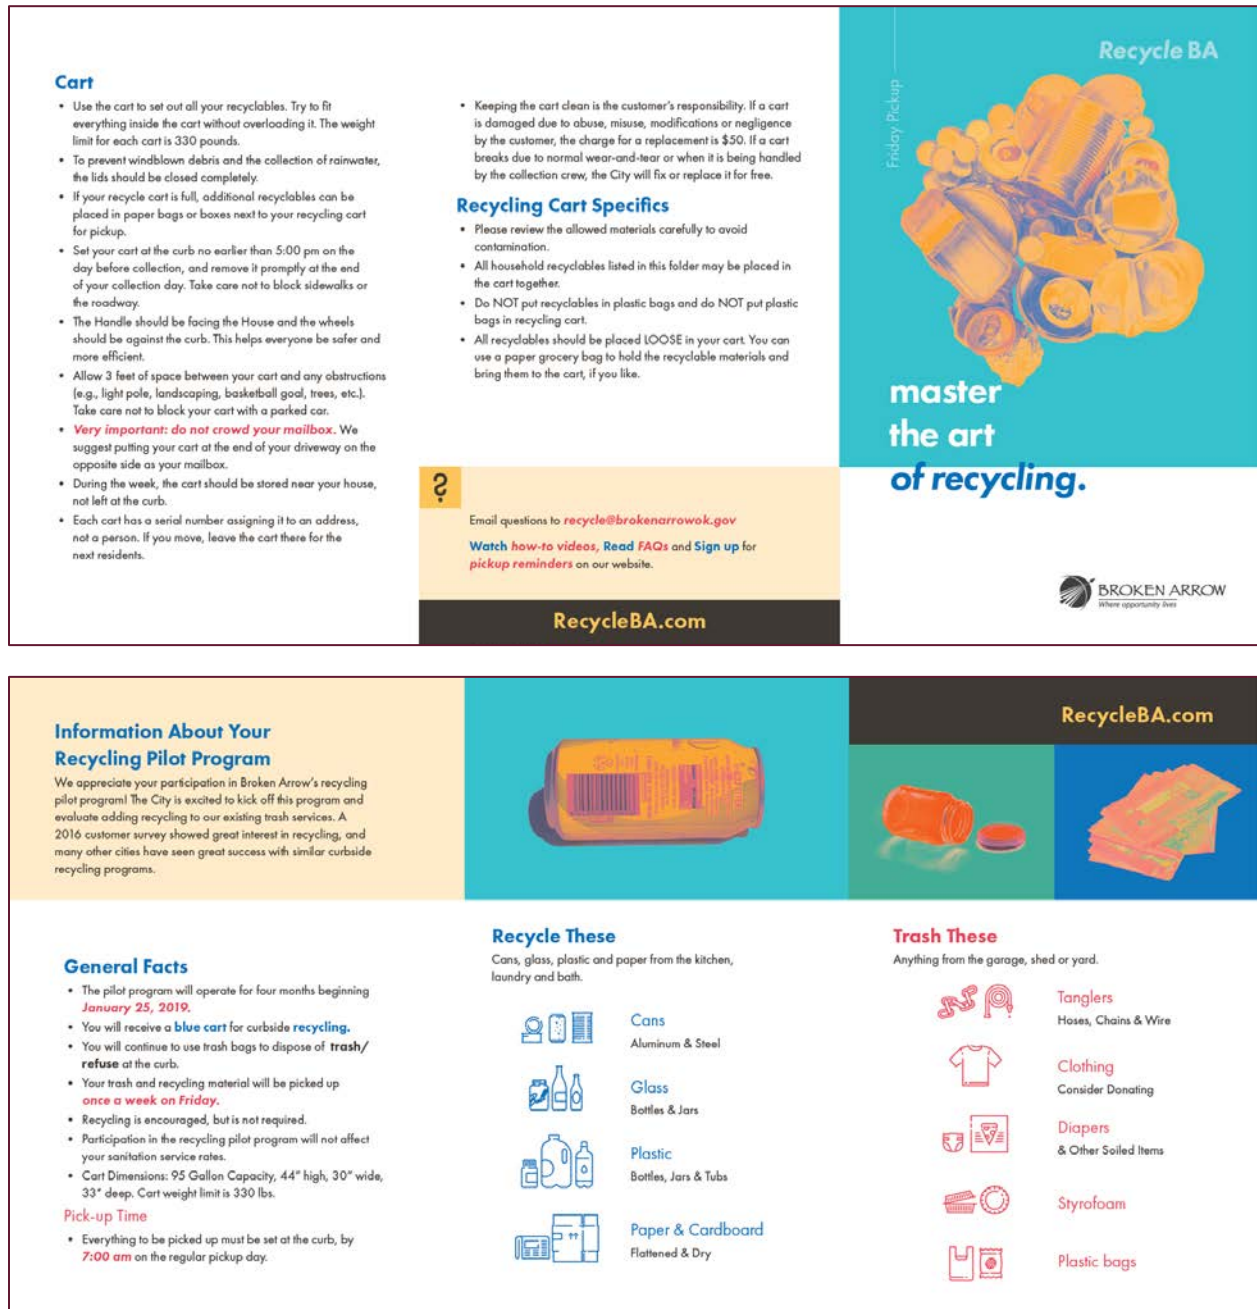 Cart
• Use the cart to set out all your recyclables. Try to fit
everything inside the cart without overloading it. The weight
limit for each cart is 330 pounds.
• To prevent windblown debris and the collection of rainwater,
the lids should be closed completely.
• If your recycle cart is full, additional recyclables can be
placed in paper bags or boxes next to your recycling cart
for pickup.
• Set your cart at the curb no earlier than 5:00 pm on the
day before collection, and remove it promptly at the end
of your collection day. Take care not to block sidewalks or
the roadway.
• The Handle should be facing the House and the wheels
should be against the curb. This helps everyone be safer and
more efficient.
• Allow 3 feet of space between your cart and any obstructions
(e.g., light pole, landscaping, basketball goal, trees, etc.).
Take care not to block your cart with a parked car.
• Very important: do not crowd your mailbox. We
suggest putting your cart at the end of your driveway on the
opposite side as your mailbox.
• During the week, the cart should be stored near your house,
not left at the curb.
• Each cart has a serial number assigning it to an address,
not a person. If you move, leave the cart there for the
next residents.
• Keeping the cart clean is the customer's responsibility. If a cart
is damaged due to abuse, misuse, modifications or negligence
by the customer, the charge for a replacement is $50. If a cart
breaks due to normal wear-and-tear or when it is being handled
by the collection crew, the City will fix or replace it for free.
Recycling Cart Specifics
• Please review the allowed materials carefully to avoid
contamination.
• All household recyclables listed in this folder may be placed in
the cart together.
• Do NOT put recyclables in plastic bags and do NOT put plastic
bags in recycling cart.
• All recyclables should be placed LOOSE in your cart. You can
use a paper grocery bag to hold the recyclable materials and
bring them to the cart, if you like.
?
Email questions to recycle@brokenarrowok.gov
Watch how-to videos, Read FAQs and Sign up for
pickup reminders on our website.
RecycleBA.com
Friday Pickup
Recycle BA
master
the art
of recycling.
BROKEN ARROW
Where opportunity lives
Information About Your
Recycling Pilot Program
We appreciate your participation in Broken Arrow's recycling
pilot program! The City is excited to kick off this program and
evaluate adding recycling to our existing trash services. A
2016 customer survey showed great interest in recycling, and
many other cities have seen great success with similar curbside
recycling programs.
General Facts
• The pilot program will operate for four months beginning
January 25, 2019.
• You will receive a blue cart for curbside recycling.
• You will continue to use trash bags to dispose of trash/
refuse at the curb.
• Your trash and recycling material will be picked up
once a week on Friday.
• Recycling is encouraged, but is not required.
• Participation in the recycling pilot program will not affect
your sanitation service rates.
• Cart Dimensions: 95 Gallon Capacity, 44" high, 30" wide,
33" deep. Cart weight limit is 330 lbs.
Pick-up Time
• Everything to be picked up must be set at the curb, by
7:00 am on the regular pickup day.
Recycle These
Cans, glass, plastic and paper from the kitchen,
laundry and bath.
Cans
Aluminum & Steel
Glass
Bottles & Jars
Plastic
Bottles, Jars & Tubs
Paper & Cardboard
Flattened & Dry
RecycleBA.com
Trash These
Anything from the garage, shed or yard.
Tanglers
Hoses, Chains & Wire
Clothing
Consider Donating
Diapers
& Other Soiled Items
Styrofoam
Plastic bags